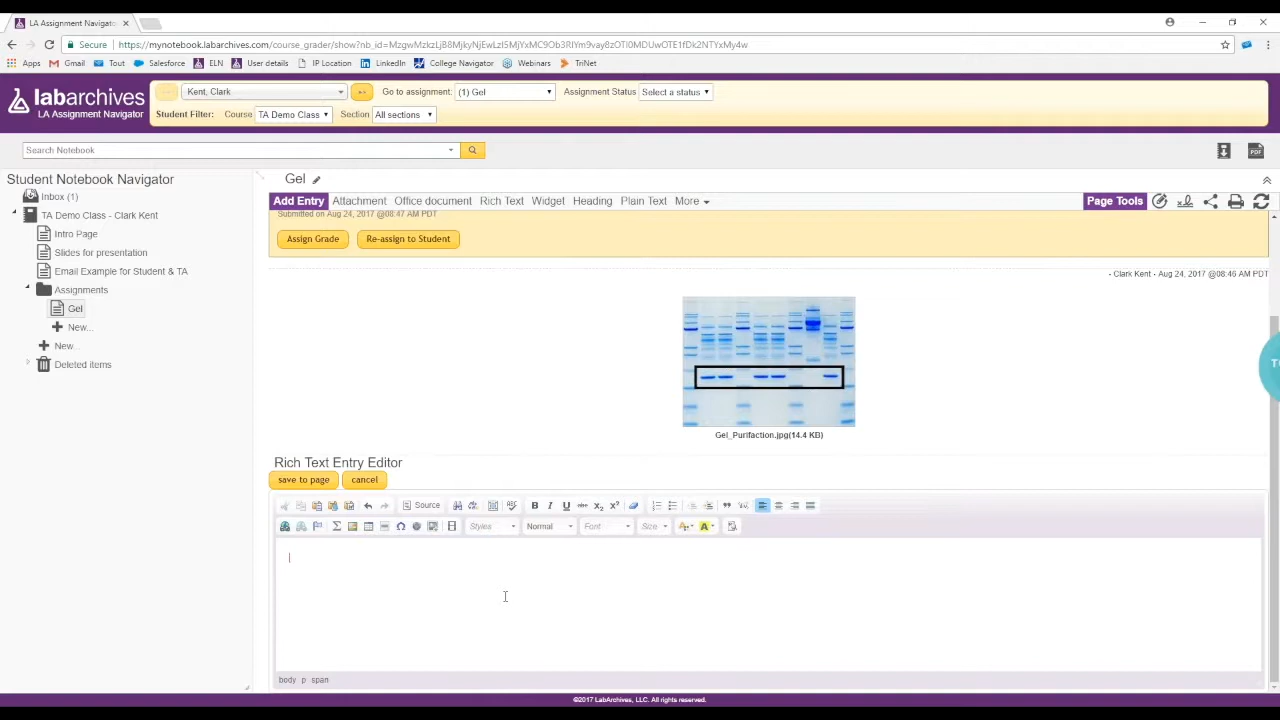 LA Assignment Navigato
Secure
https://mynotebook.labarchives.com/course_grader/show?nb_id=
Apps
Gmail
Tout
Salesforce
ELN
User details
IP Location
LinkedIn
College Navigator
Webinars
TriNet
labarchives
LA Assignment Navigator
Kent, Clark
Go to assignment:
(1) Gel
Assignment Status
Select a status
Student Filter:
Course
TA Demo Class
Section
All sections
Search Notebook
PDF
Student Notebook Navigator
Inbox (1)
TA Demo Class - Clark Kent
Intro Page
Slides for presentation
Email Example for Student & TA
Assignments
Gel
New...
New...
Deleted items
Gel
Add Entry
Attachment
Office document
Rich Text
Widget
Heading
Plain Text
More
Page Tools
Submitted on Aug 24, 2017 @08:47 AM PDT
Assign Grade
Re-assign to Student
- Clark Kent - Aug 24, 2017 @08:46 AM PDT
Gel_Purifaction.jpg(14.4 KB)
Rich Text Entry Editor
save to page
cancel
Source
B I U abc x₂ x²
Styles
Normal
Font
Size
A
A
body p span
©2017 LabArchives, LLC. All rights reserved.